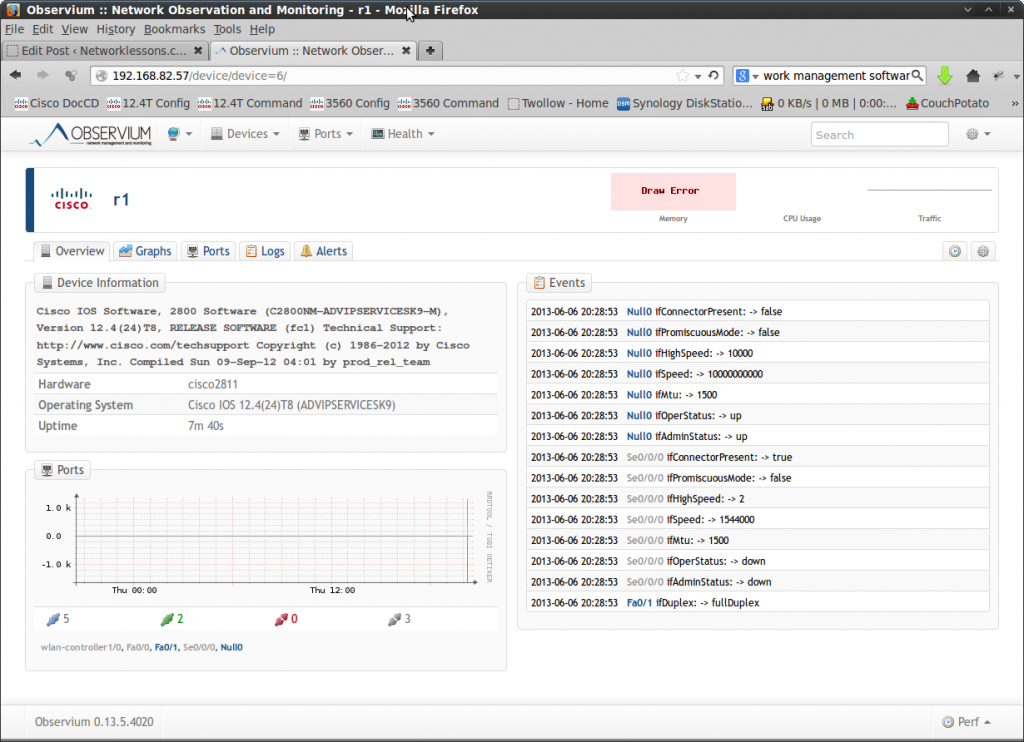 Observium :: Network Observation and Monitoring - r1 - Mozilla Firefox
File Edit View History Bookmarks Tools Help
Edit Post ‹ Networklessons.c... Observium :: Network Obser...
192.168.82.57/device/device=6/ work management softwar
Cisco DocCD 12.4T Config 12.4T Command 3560 Config 3560 Command Twollow - Home Synology DiskStatio... 0 KB/s | 0 MB | 0:00:... CouchPotato »
OBSERVIUM Devices Ports Health Search
network management and monitoring
cisco r1 Draw Error
Memory CPU Usage Traffic
Overview Graphs Ports Logs Alerts
Device Information
Cisco IOS Software, 2800 Software (C2800NM-ADVIPSERVICESK9-M),
Version 12.4(24)T8, RELEASE SOFTWARE (fc1) Technical Support:
http://www.cisco.com/techsupport Copyright (c) 1986-2012 by Cisco
Systems, Inc. Compiled Sun 09-Sep-12 04:01 by prod_rel_team
Hardware cisco2811
Operating System Cisco IOS 12.4(24)T8 (ADVIPSERVICESK9)
Uptime 7m 40s
Ports
1.0 k
0.0
-1.0 k
Thu 00:00 Thu 12:00
RRDTOOL / TOBI OETIKER
5 2 0 3
wlan-controller1/0, Fa0/0, Fa0/1, Se0/0/0, Null0
Events
2013-06-06 20:28:53 Null0 ifConnectorPresent: -> false
2013-06-06 20:28:53 Null0 ifPromiscuousMode: -> false
2013-06-06 20:28:53 Null0 ifHighSpeed: -> 10000
2013-06-06 20:28:53 Null0 ifSpeed: -> 10000000000
2013-06-06 20:28:53 Null0 ifMtu: -> 1500
2013-06-06 20:28:53 Null0 ifOperStatus: -> up
2013-06-06 20:28:53 Null0 ifAdminStatus: -> up
2013-06-06 20:28:53 Se0/0/0 ifConnectorPresent: -> true
2013-06-06 20:28:53 Se0/0/0 ifPromiscuousMode: -> false
2013-06-06 20:28:53 Se0/0/0 ifHighSpeed: -> 2
2013-06-06 20:28:53 Se0/0/0 ifSpeed: -> 1544000
2013-06-06 20:28:53 Se0/0/0 ifMtu: -> 1500
2013-06-06 20:28:53 Se0/0/0 ifOperStatus: -> down
2013-06-06 20:28:53 Se0/0/0 ifAdminStatus: -> down
2013-06-06 20:28:53 Fa0/1 ifDuplex: -> fullDuplex
Observium 0.13.5.4020 Perf